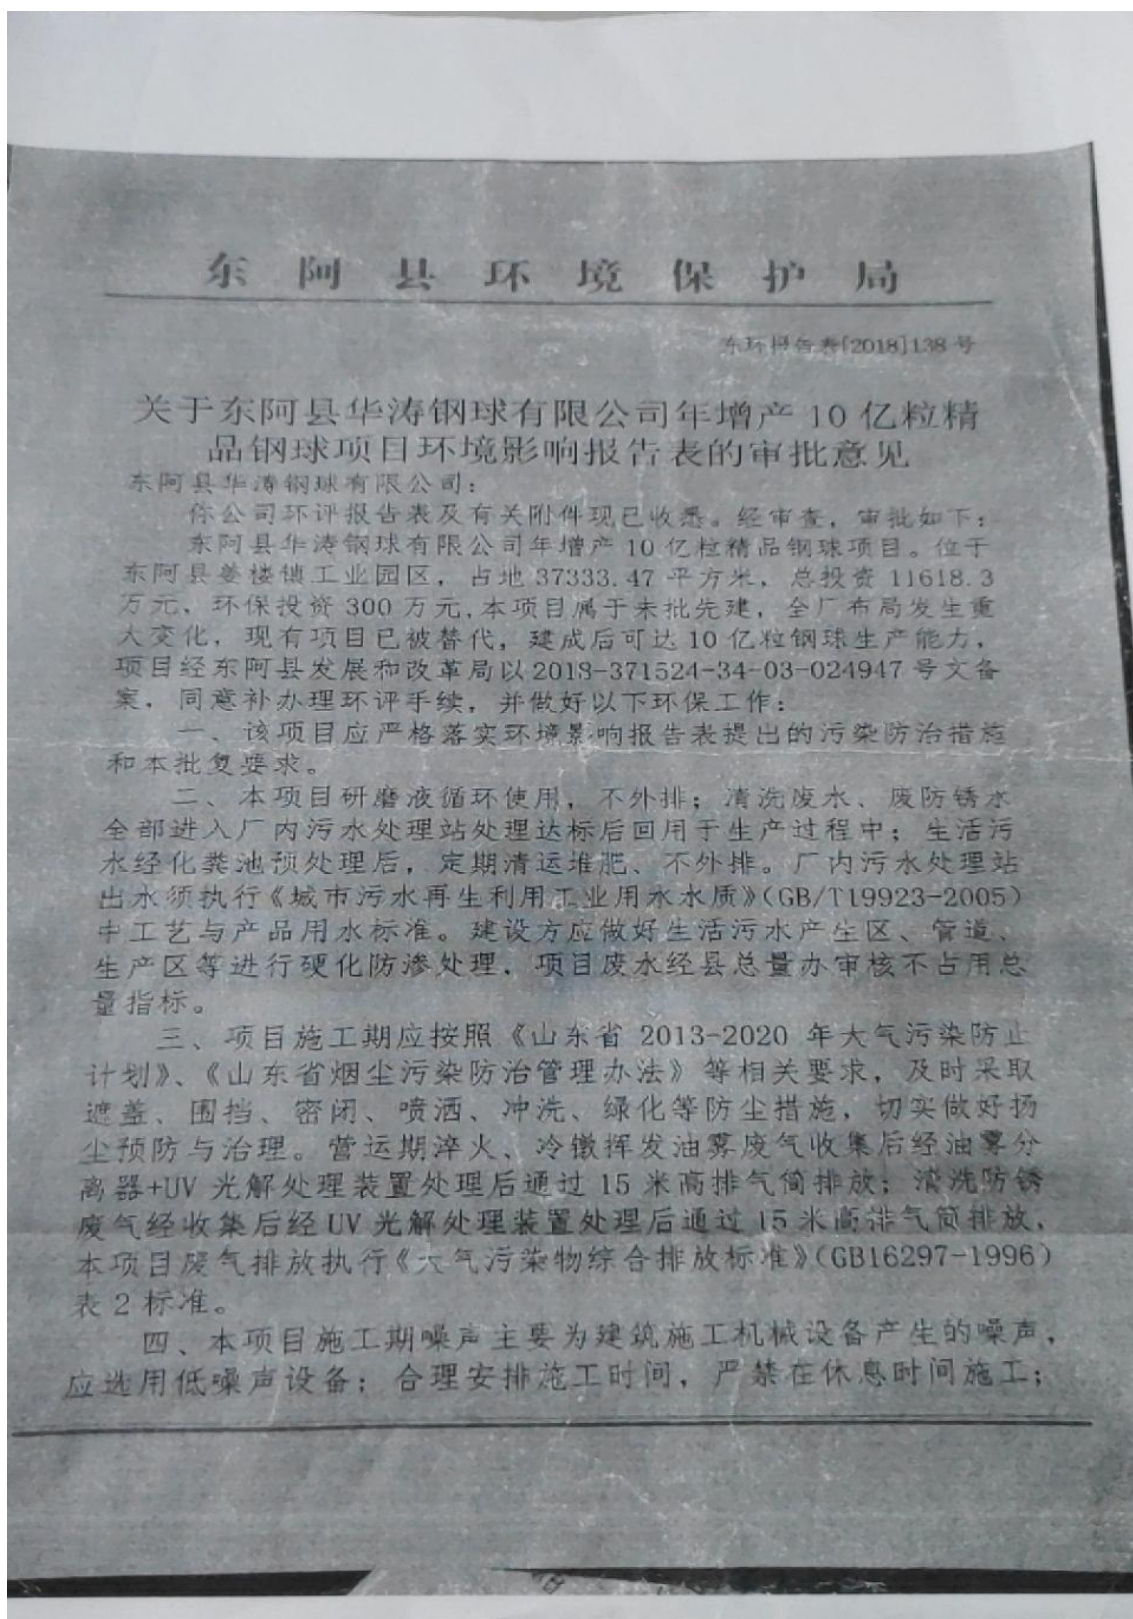 东阿县环境保护局
东环报告表[2018]138号
关于东阿县华涛钢球有限公司年增产10亿粒精
品钢球项目环境影响报告表的审批意见
东阿县华涛钢球有限公司：
你公司环评报告表及有关附件现已收悉。经审查，审批如下：
东阿县华涛钢球有限公司年增产10亿粒精品钢球项目。位于
东阿县姜楼镇工业园区，占地37333.47平方米，总投资11618.3
万元、环保投资300万元,本项目属于未批先建，全厂布局发生重
大变化，现有项目已被替代，建成后可达10亿粒钢球生产能力，
项目经东阿县发展和改革局以2018-371524-34-03-024947号文备
案，同意补办理环评手续，并做好以下环保工作：
一、该项目应严格落实环境影响报告表提出的污染防治措施
和本批复要求。
二、本项目研磨液循环使用，不外排；清洗废水、废防锈水
全部进入厂内污水处理站处理达标后回用于生产过程中；生活污
水经化粪池预处理后，定期清运堆肥、不外排。厂内污水处理站
出水须执行《城市污水再生利用工业用水水质》（GB/T19923-2005）
中工艺与产品用水标准。建设方应做好生活污水产生区、管道、
生产区等进行硬化防渗处理，项目废水经县总量办审核不占用总
量指标。
三、项目施工期应按照《山东省2013-2020年大气污染防止
计划》、《山东省烟尘污染防治管理办法》等相关要求，及时采取
遮盖、围挡、密闭、喷洒、冲洗、绿化等防尘措施，切实做好扬
尘预防与治理。营运期淬火、冷镦挥发油雾废气收集后经油雾分
离器+UV光解处理装置处理后通过15米高排气筒排放；清洗防锈
废气经收集后经UV光解处理装置处理后通过15米高排气筒排放，
本项目废气排放执行《大气污染物综合排放标准》（GB16297-1996）
表2标准。
四、本项目施工期噪声主要为建筑施工机械设备产生的噪声，
应选用低噪声设备；合理安排施工时间，严禁在休息时间施工；